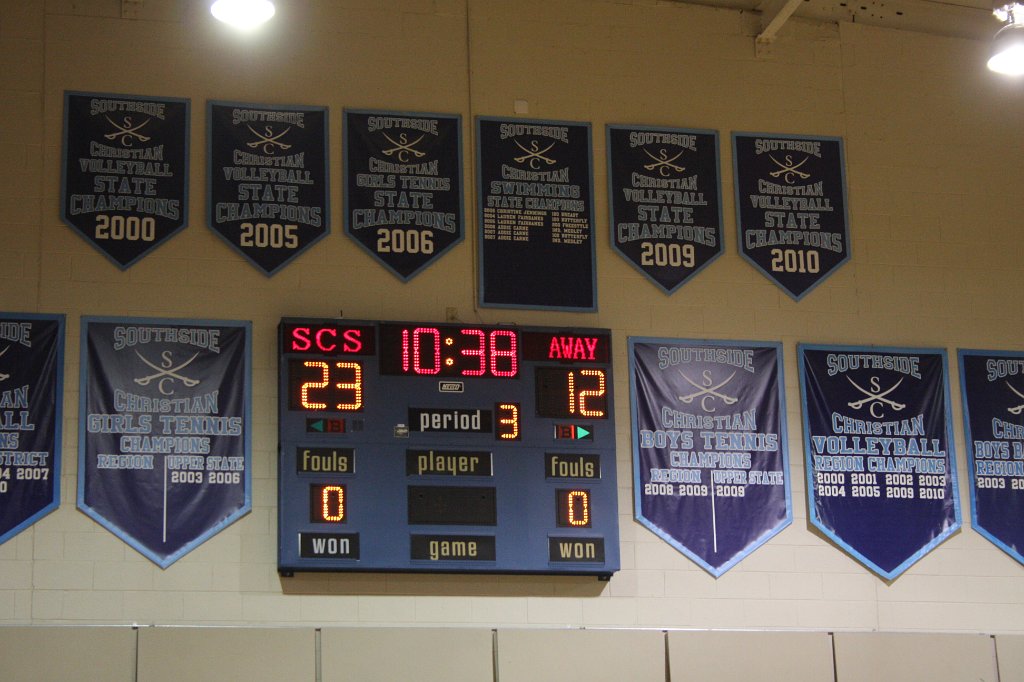 SOUTHSIDE
S C
CHRISTIAN
VOLLEYBALL
STATE
CHAMPIONS
2000
SOUTHSIDE
S C
CHRISTIAN
VOLLEYBALL
STATE
CHAMPIONS
2005
SOUTHSIDE
S C
CHRISTIAN
GIRLS TENNIS
STATE
CHAMPIONS
2006
SOUTHSIDE
S C
CHRISTIAN
SWIMMING
STATE CHAMPIONS
SOUTHSIDE
S C
CHRISTIAN
VOLLEYBALL
STATE
CHAMPIONS
2009
SOUTHSIDE
S C
CHRISTIAN
VOLLEYBALL
STATE
CHAMPIONS
2010
SOUTHSIDE
S C
CHRISTIAN
GIRLS TENNIS
CHAMPIONS
REGION UPPER STATE
2003 2006
SCS 10:38 AWAY
23 12
period 3
B B
fouls player fouls
0 0
won game won
SOUTHSIDE
S C
CHRISTIAN
BOYS TENNIS
CHAMPIONS
REGION UPPER STATE
2008 2009 2009
SOUTHSIDE
S C
CHRISTIAN
VOLLEYBALL
REGION CHAMPIONS
2000 2001 2002 2003
2004 2005 2009 2010